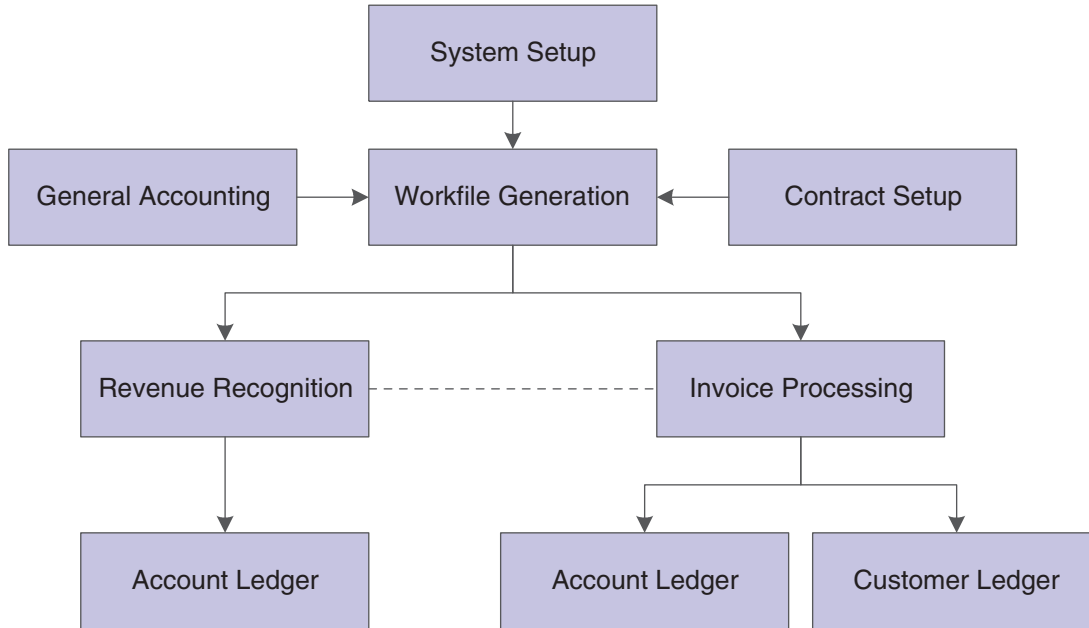 System Setup
General Accounting
Workfile Generation
Contract Setup
Revenue Recognition
Invoice Processing
Account Ledger
Account Ledger
Customer Ledger